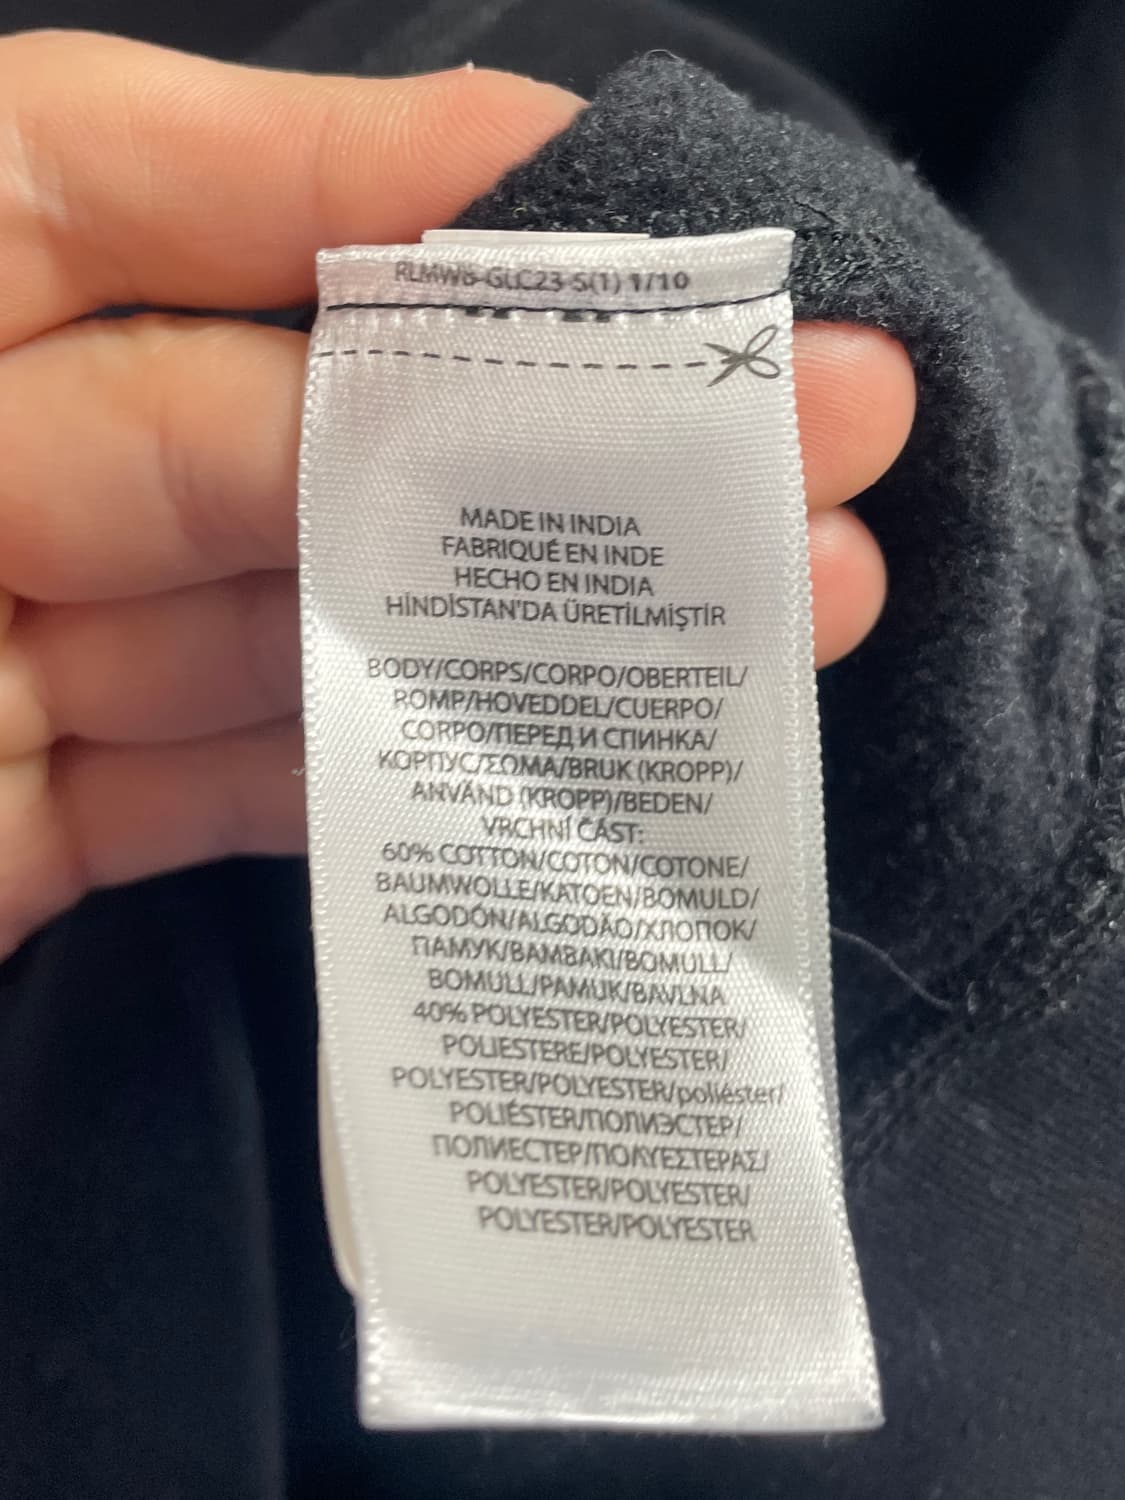 RLMW8-GLC23-S(1) 1/10
MADE IN INDIA
FABRIQUÉ EN INDE
HECHO EN INDIA
HİNDİSTAN'DA ÜRETİLMİŞTİR
BODY/CORPS/CORPO/OBERTEIL/
ROMP/HOVEDDEL/CUERPO/
CORPO/ПЕРЕД И СПИНКА/
КОРПУС/ΣΩΜΑ/BRUK (KROPP)/
ANVÄND (KROPP)/BEDEN/
VRCHNÍ ČÁST:
60% COTTON/COTON/COTONE/
BAUMWOLLE/KATOEN/BOMULD/
ALGODÓN/ALGODÃO/ХЛОПОК/
ПАМУК/ΒΑΜΒΑΚΙ/BOMULL/
BOMULL/PAMUK/BAVLNA
40% POLYESTER/POLYESTER/
POLIESTERE/POLYESTER/
POLYESTER/POLYESTER/poliéster/
POLIÉSTER/ПОЛИЭСТЕР/
ПОЛИЕСТЕР/ΠΟΛΥΕΣΤΕΡΑΣ/
POLYESTER/POLYESTER/
POLYESTER/POLYESTER